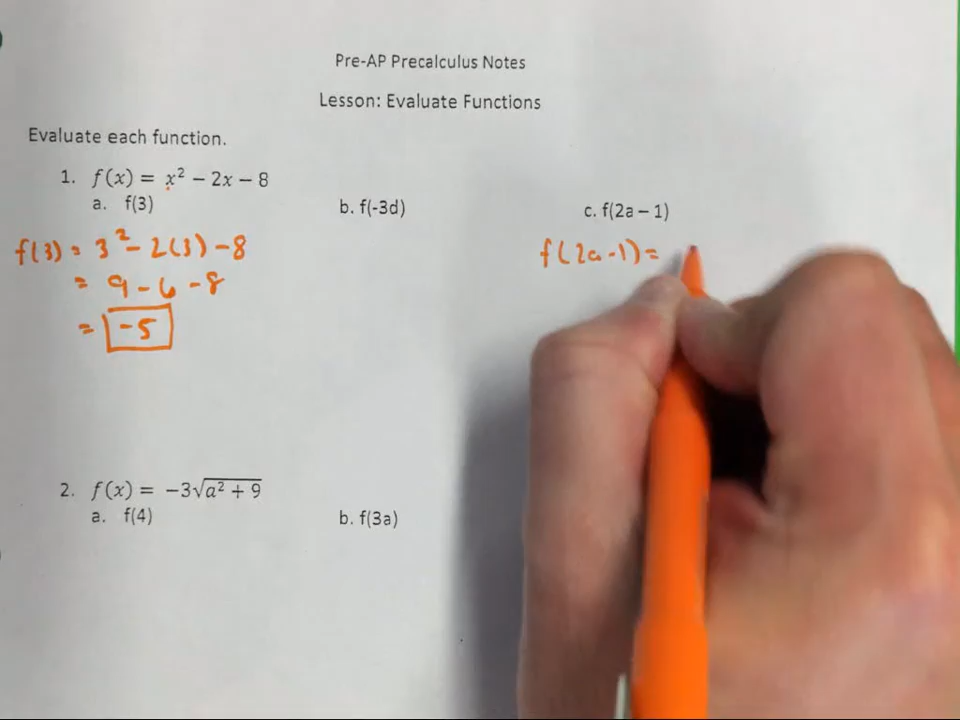 Pre-AP Precalculus Notes
Lesson: Evaluate Functions
Evaluate each function.
1. f(x) = x² − 2x − 8
a. f(3)
b. f(-3d)
c. f(2a – 1)
f(3) = 3² - 2(3) - 8
= 9 - 6 - 8
= -5
f(2a-1) =
2. f(x) = −3√a² + 9
a. f(4)
b. f(3a)